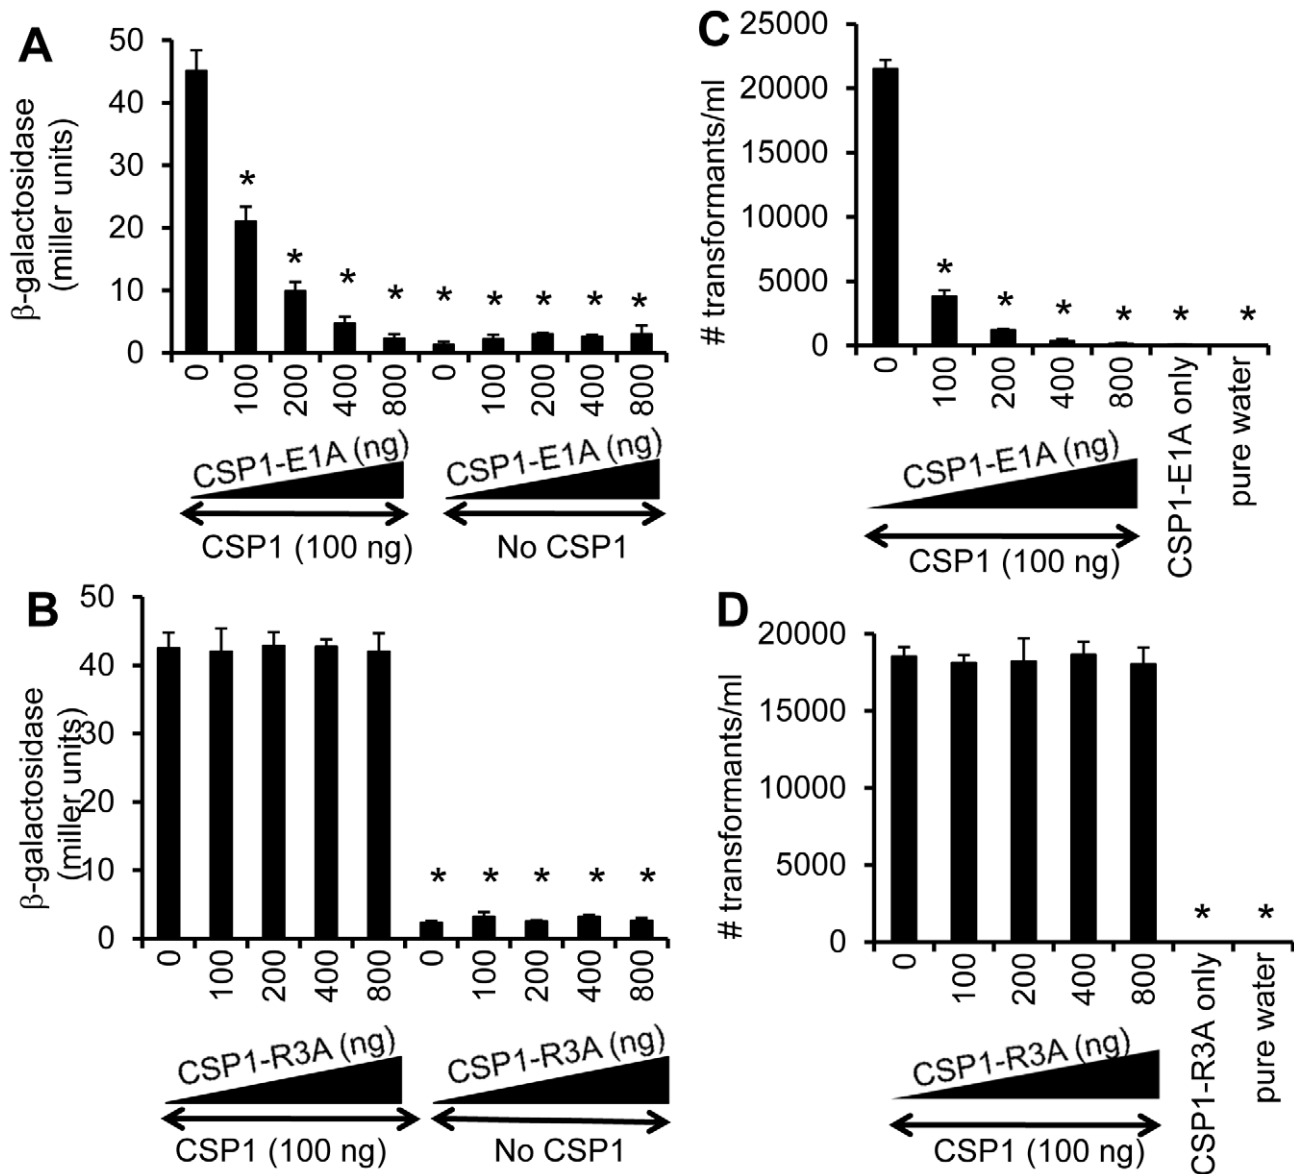 A
50
40
30
20
10
0
β-galactosidase
(miller units)
*
*
*
*
*
*
*
*
*
0
100
200
400
800
0
100
200
400
800
CSP1-E1A (ng)
CSP1-E1A (ng)
CSP1 (100 ng)
No CSP1
C
25000
20000
15000
10000
5000
0
# transformants/ml
*
*
*
*
*
*
0
100
200
400
800
CSP1-E1A only
pure water
CSP1-E1A (ng)
CSP1 (100 ng)
B
50
40
30
20
10
0
β-galactosidase
(miller units)
*
*
*
*
*
0
100
200
400
800
0
100
200
400
800
CSP1-R3A (ng)
CSP1-R3A (ng)
CSP1 (100 ng)
No CSP1
D
20000
15000
10000
5000
0
# transformants/ml
*
*
0
100
200
400
800
CSP1-R3A only
pure water
CSP1-R3A (ng)
CSP1 (100 ng)